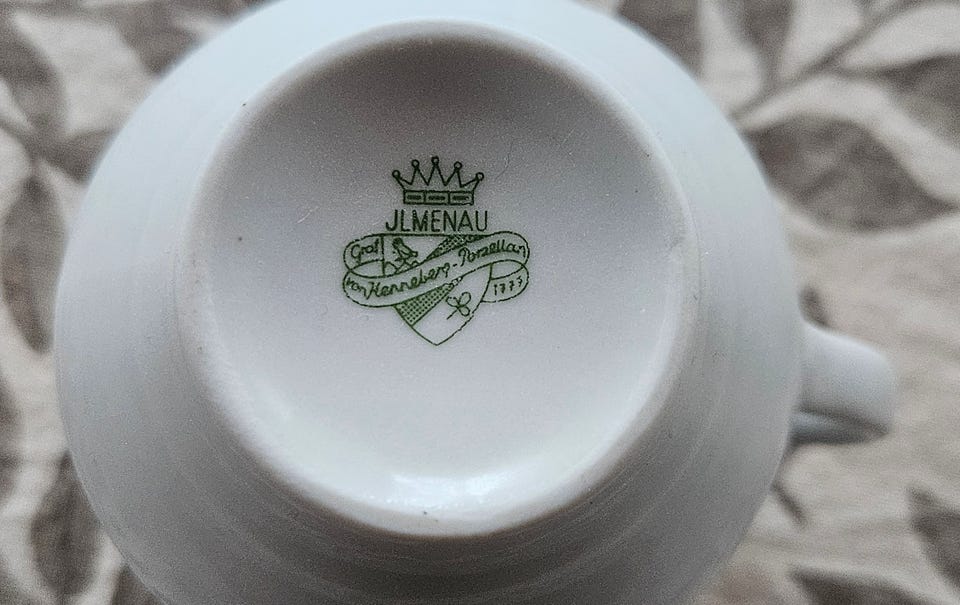 JLMENAU
Graf
von Henneberg-Porzellan
1777